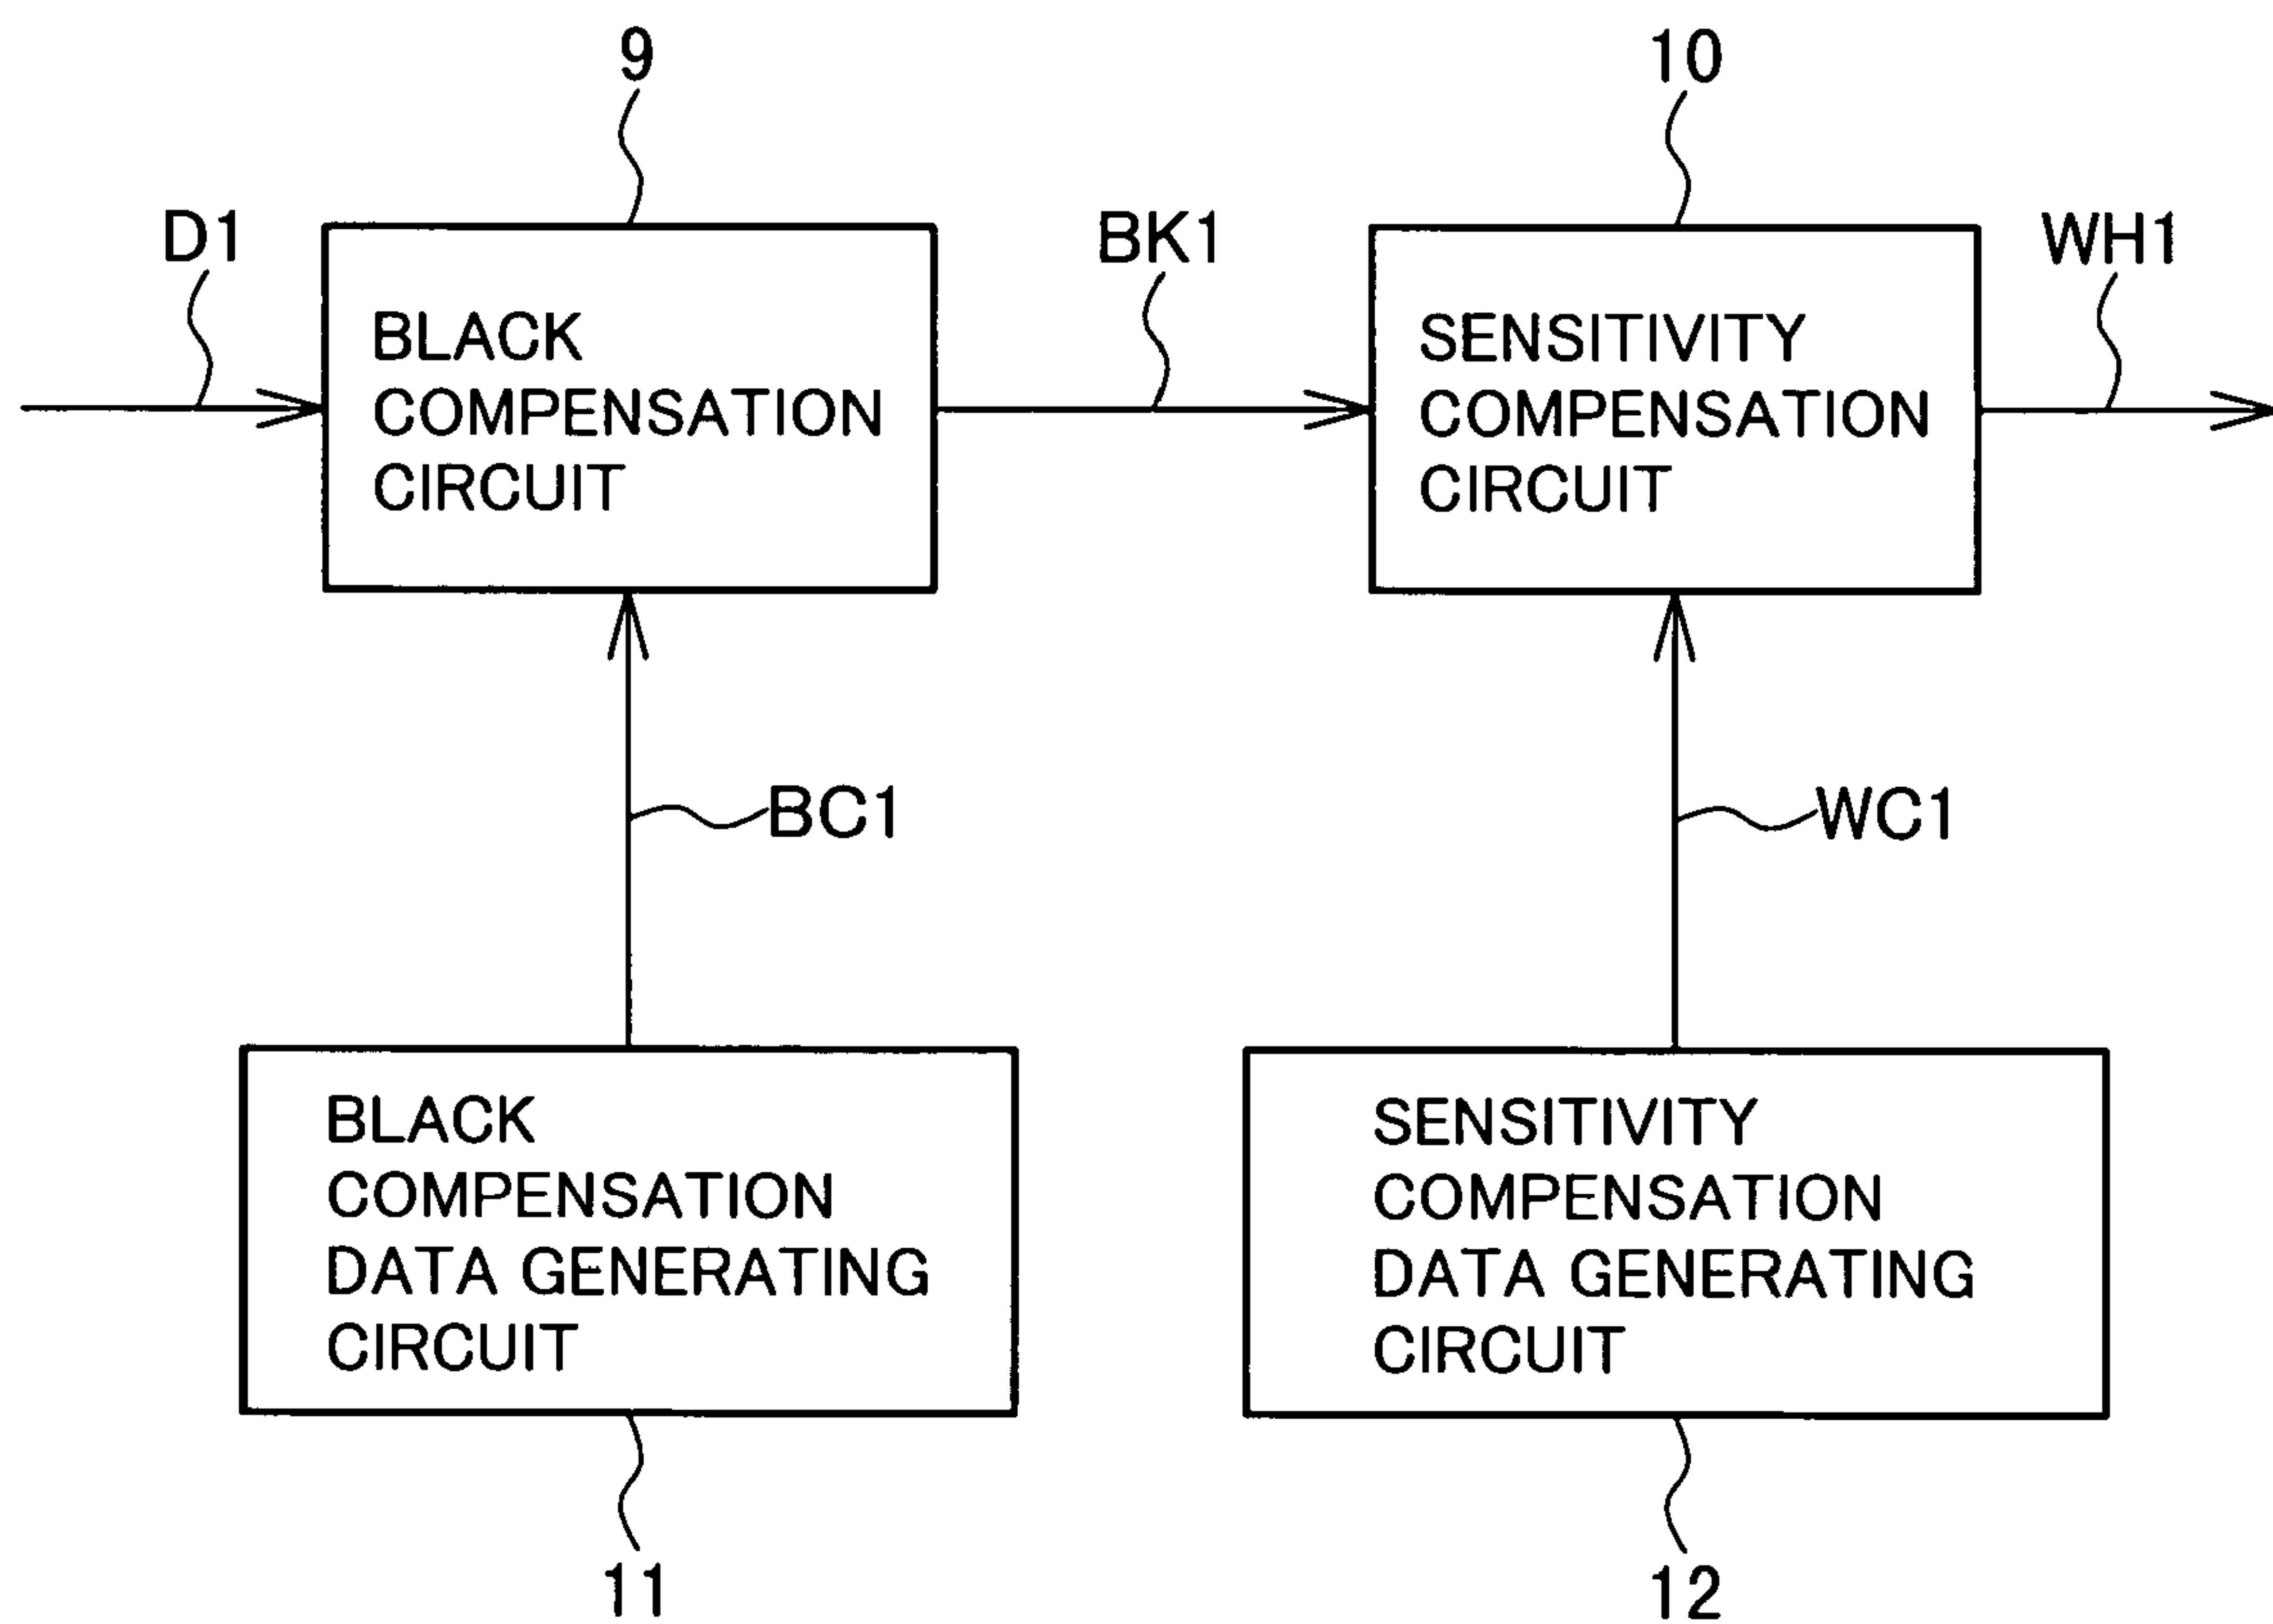 9
10
D1
BK1
WH1
BLACK
COMPENSATION
CIRCUIT
SENSITIVITY
COMPENSATION
CIRCUIT
BC1
WC1
BLACK
COMPENSATION
DATA GENERATING
CIRCUIT
SENSITIVITY
COMPENSATION
DATA GENERATING
CIRCUIT
11
12